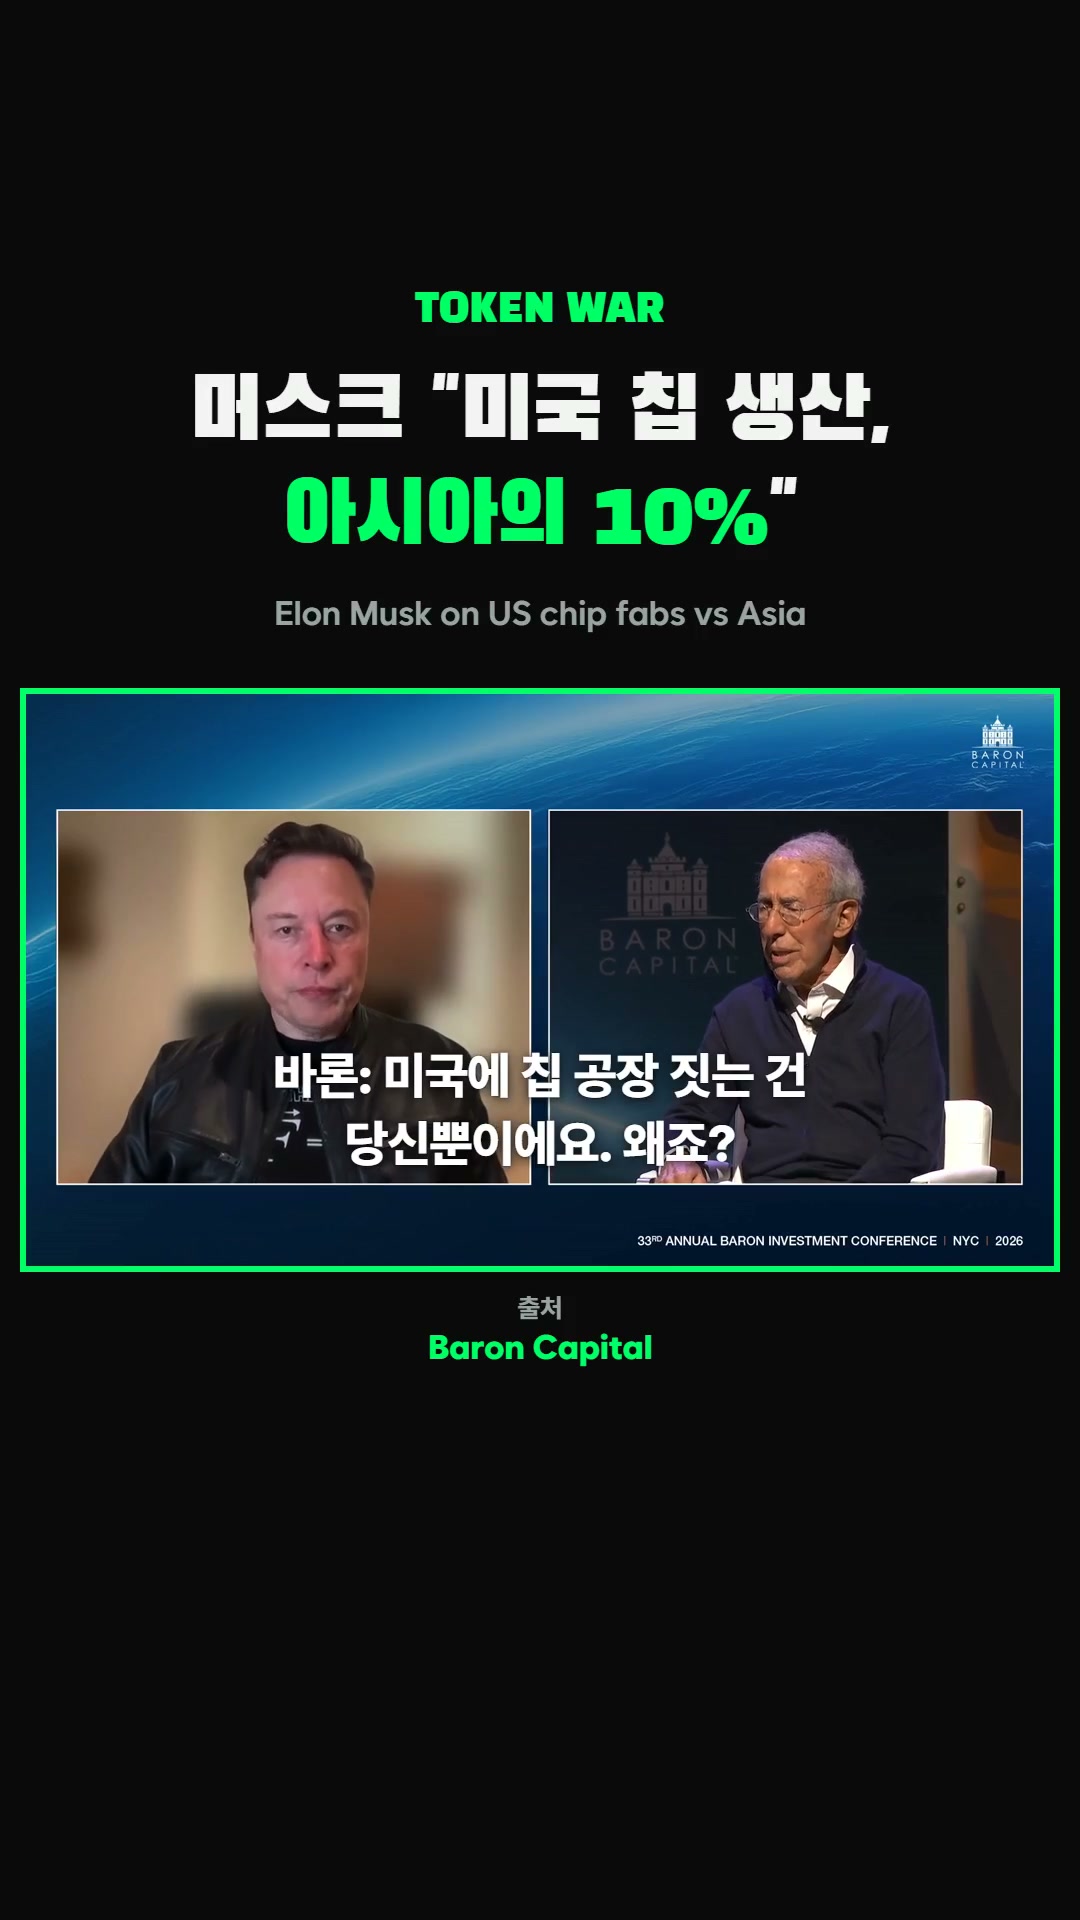 TOKEN WAR
머스크 "미국 칩 생산,
아시아의 10%"
Elon Musk on US chip fabs vs Asia
BARON
CAPITAL
BARON
CAPITAL
바론: 미국에 칩 공장 짓는 건
당신뿐이에요. 왜죠?
33RD ANNUAL BARON INVESTMENT CONFERENCE | NYC | 2026
출처
Baron Capital